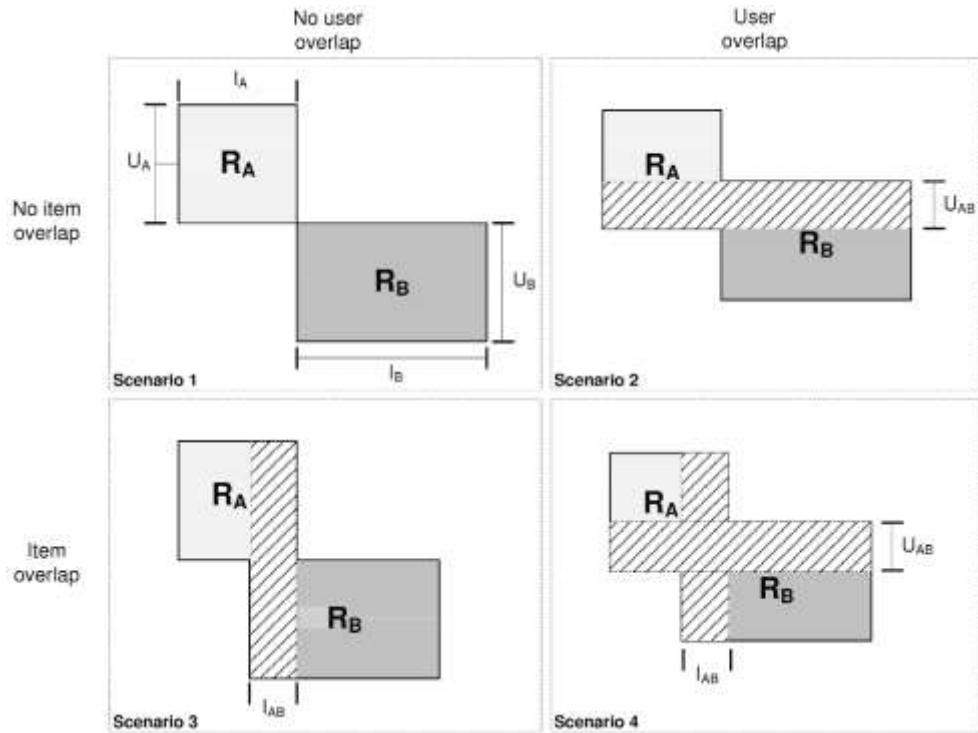 No user
overlap
User
overlap
No item
overlap
I_A
U_A
R_A
R_B
U_B
I_B
Scenario 1
R_A
U_AB
R_B
Scenario 2
Item
overlap
R_A
R_B
I_AB
Scenario 3
R_A
U_AB
R_B
I_AB
Scenario 4